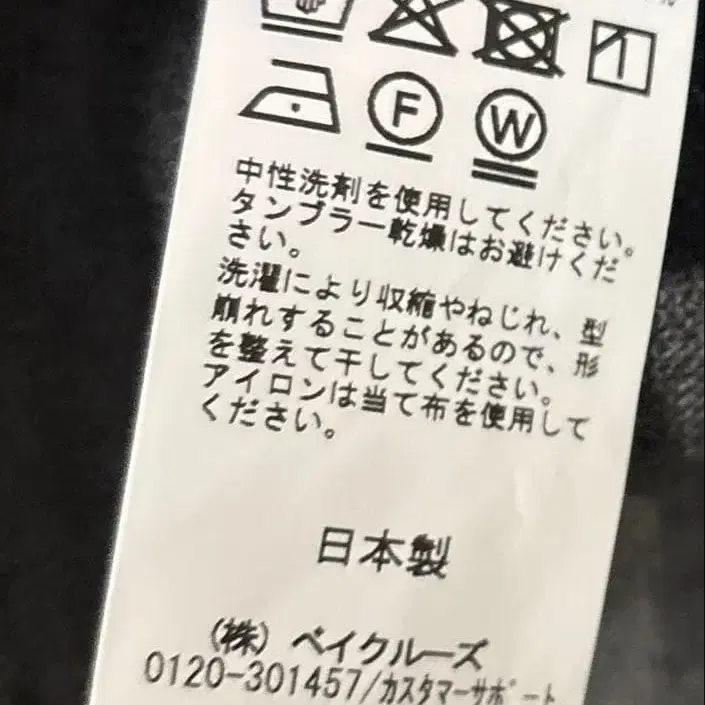 F W
中性洗剤を使用してください。
タンブラー乾燥はお避けくだ
さい。
洗濯により収縮やねじれ、型
崩れすることがあるので、形
を整えて干してください。
アイロンは当て布を使用して
ください。
日本製
(株) ベイクルーズ
0120-301457/カスタマーサポート